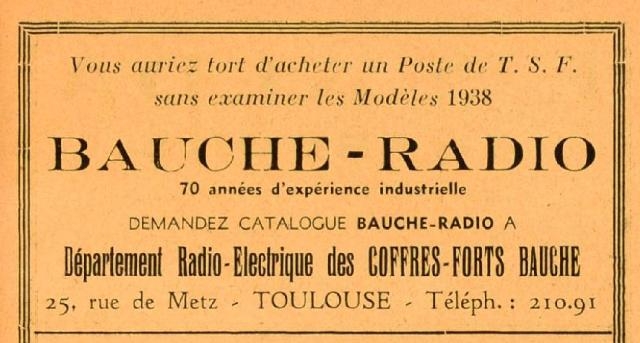 Vous auriez tort d'acheter un Poste de T. S. F.
sans examiner les Modèles 1938
BAUCHE-RADIO
70 années d'expérience industrielle
DEMANDEZ CATALOGUE BAUCHE-RADIO A
Département Radio-Electrique des COFFRES-FORTS BAUCHE
25, rue de Metz - TOULOUSE - Téléph. : 210.91